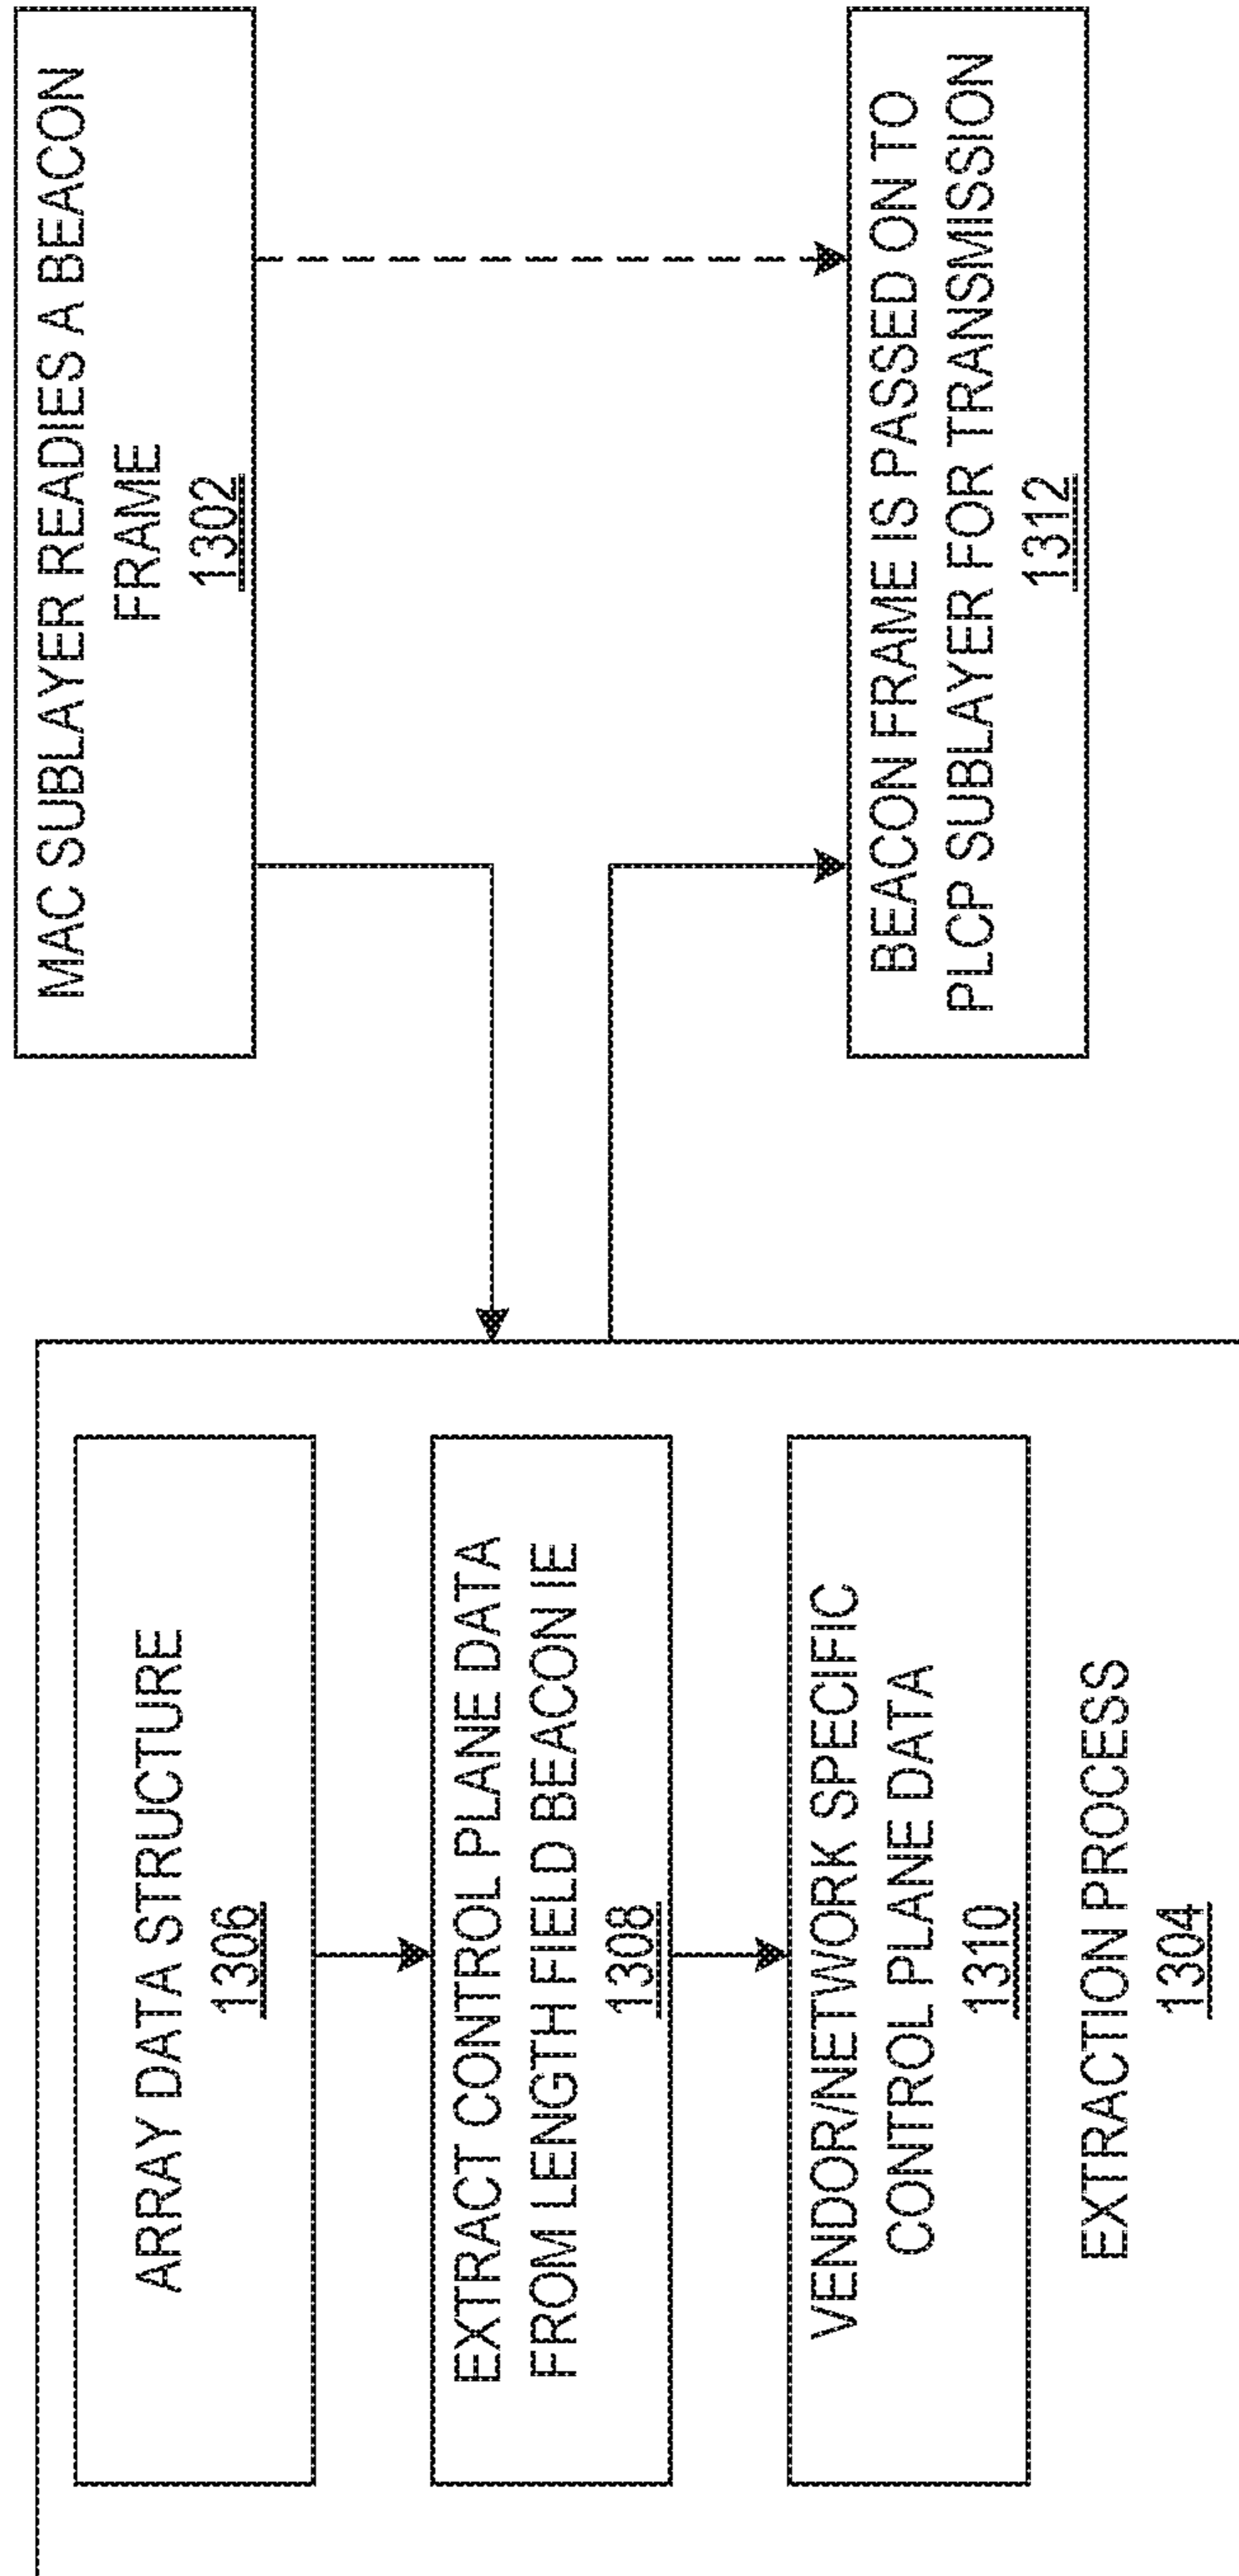 MAC SUBLAYER READIES A BEACON
FRAME
1302
ARRAY DATA STRUCTURE
1306
EXTRACT CONTROL PLANE DATA
FROM LENGTH FIELD BEACON IE
1308
VENDOR/NETWORK SPECIFIC
CONTROL PLANE DATA
1310
EXTRACTION PROCESS
1304
BEACON FRAME IS PASSED ON TO
PLCP SUBLAYER FOR TRANSMISSION
1312